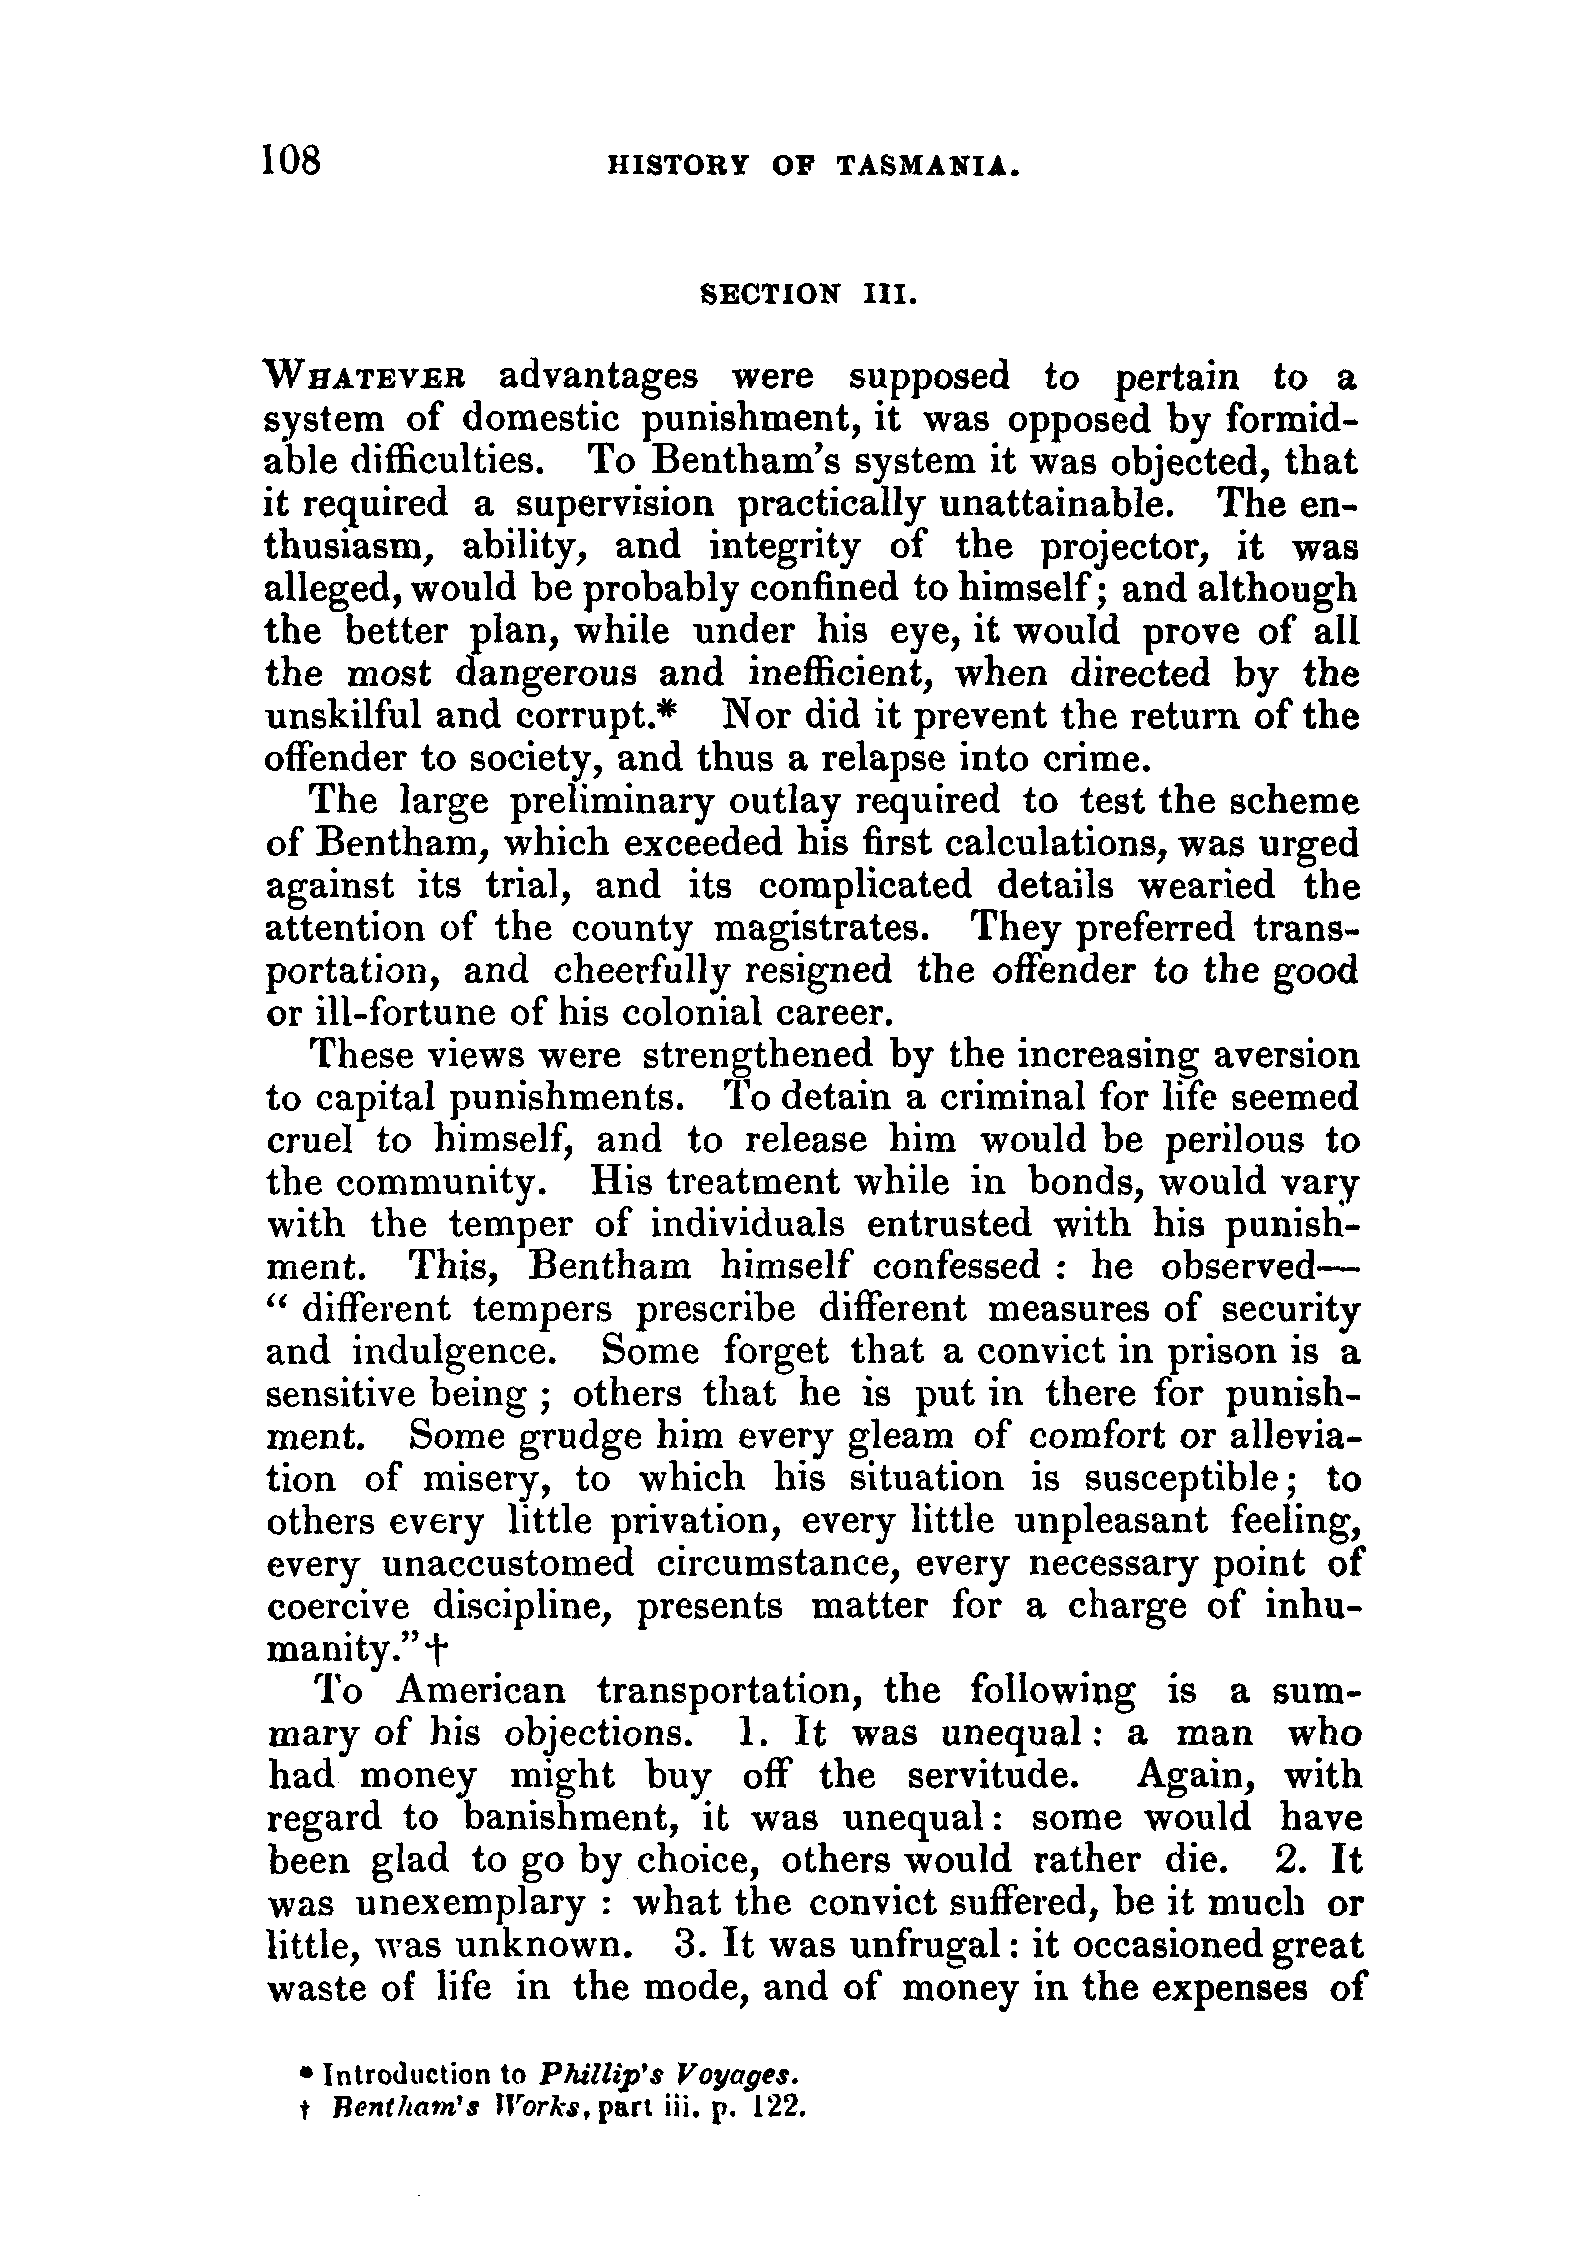 108 HISTORY OF TASMANIA.
SECTION III.
WHATEVER advantages were supposed to pertain to a
system of domestic punishment, it was opposed by formid-
able difficulties. To Bentham's system it was objected, that
it required a supervision practically unattainable. The en-
thusiasm, ability, and integrity of the projector, it was
alleged, would be probably confined to himself; and although
the better plan, while under his eye, it would prove of all
the most dangerous and inefficient, when directed by the
unskilful and corrupt.* Nor did it prevent the return of the
offender to society, and thus a relapse into crime.
The large preliminary outlay required to test the scheme
of Bentham, which exceeded his first calculations, was urged
against its trial, and its complicated details wearied the
attention of the county magistrates. They preferred trans-
portation, and cheerfully resigned the offender to the good
or ill-fortune of his colonial career.
These views were strengthened by the increasing aversion
to capital punishments. To detain a criminal for life seemed
cruel to himself, and to release him would be perilous to
the community. His treatment while in bonds, would vary
with the temper of individuals entrusted with his punish-
ment. This, Bentham himself confessed : he observed—
“ different tempers prescribe different measures of security
and indulgence. Some forget that a convict in prison is a
sensitive being ; others that he is put in there for punish-
ment. Some grudge him every gleam of comfort or allevia-
tion of misery, to which his situation is susceptible; to
others every little privation, every little unpleasant feeling,
every unaccustomed circumstance, every necessary point of
coercive discipline, presents matter for a charge of inhu-
manity.”†
To American transportation, the following is a sum-
mary of his objections. 1. It was unequal: a man who
had money might buy off the servitude. Again, with
regard to banishment, it was unequal: some would have
been glad to go by choice, others would rather die. 2. It
was unexemplary : what the convict suffered, be it much or
little, was unknown. 3. It was unfrugal: it occasioned great
waste of life in the mode, and of money in the expenses of
* Introduction to Phillip's Voyages.
† Bentham's Works, part iii. p. 122.